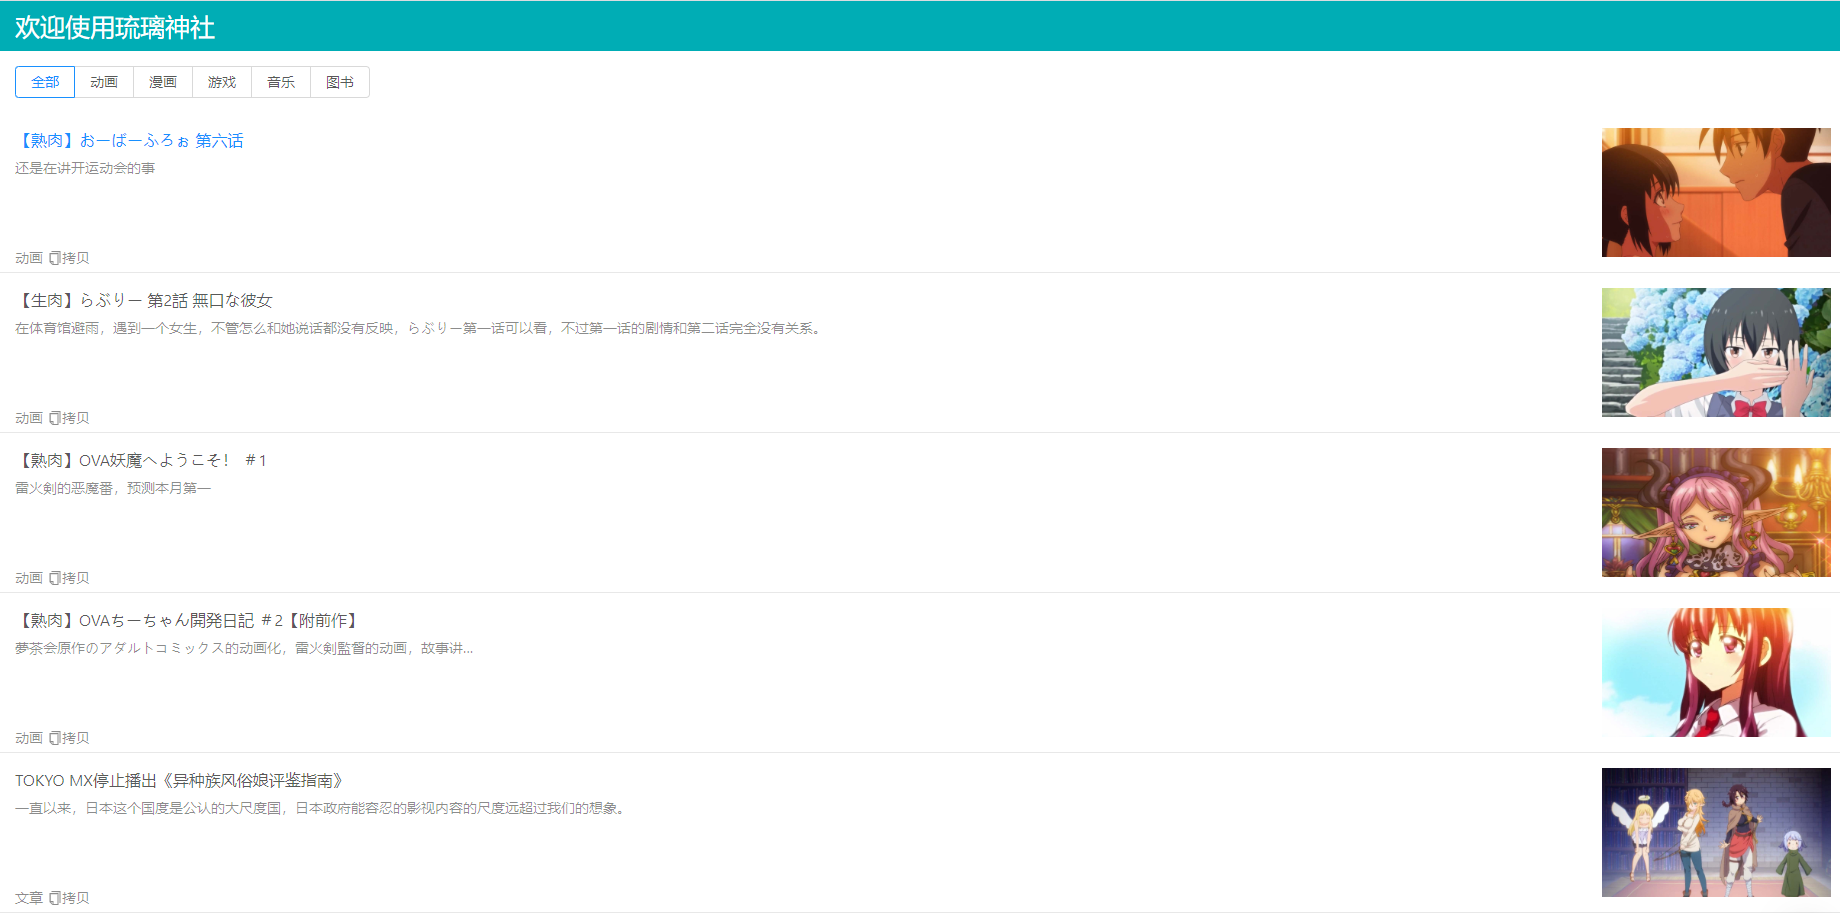 欢迎使用琉璃神社
全部 动画 漫画 游戏 音乐 图书
【熟肉】おーばーふろぉ 第六话
还是在讲开运动会的事
动画 拷贝
【生肉】らぶりー 第2話 無口な彼女
在体育馆避雨，遇到一个女生，不管怎么和她说话都没有反映，らぶりー第一话可以看，不过第一话的剧情和第二话完全没有关系。
动画 拷贝
【熟肉】OVA妖魔へようこそ！ ＃1
雷火剣的恶魔番，预测本月第一
动画 拷贝
【熟肉】OVAちーちゃん開発日記 ＃2【附前作】
夢茶会原作のアダルトコミックス的动画化，雷火剣監督的动画，故事讲...
动画 拷贝
TOKYO MX停止播出《异种族风俗娘评鉴指南》
一直以来，日本这个国度是公认的大尺度国，日本政府能容忍的影视内容的尺度远超过我们的想象。
文章 拷贝